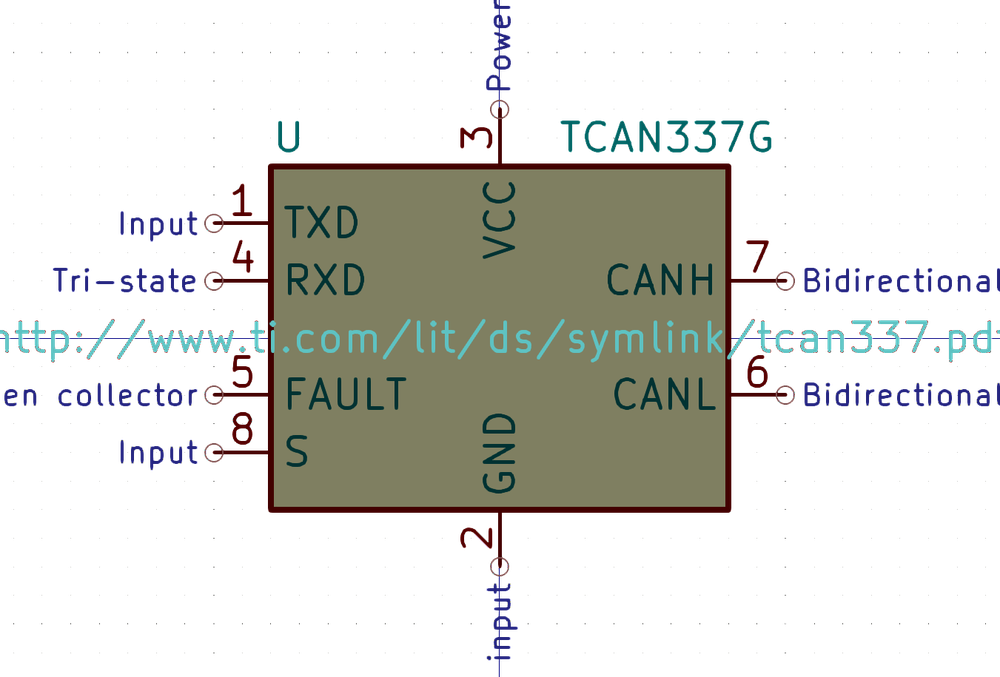 Power
3
U
TCAN337G
VCC
1
Input
TXD
4
Tri-state
RXD
7
CANH
Bidirectional
http://www.ti.com/lit/ds/symlink/tcan337.pd
5
en collector
FAULT
6
CANL
Bidirectional
8
Input
S
GND
2
input